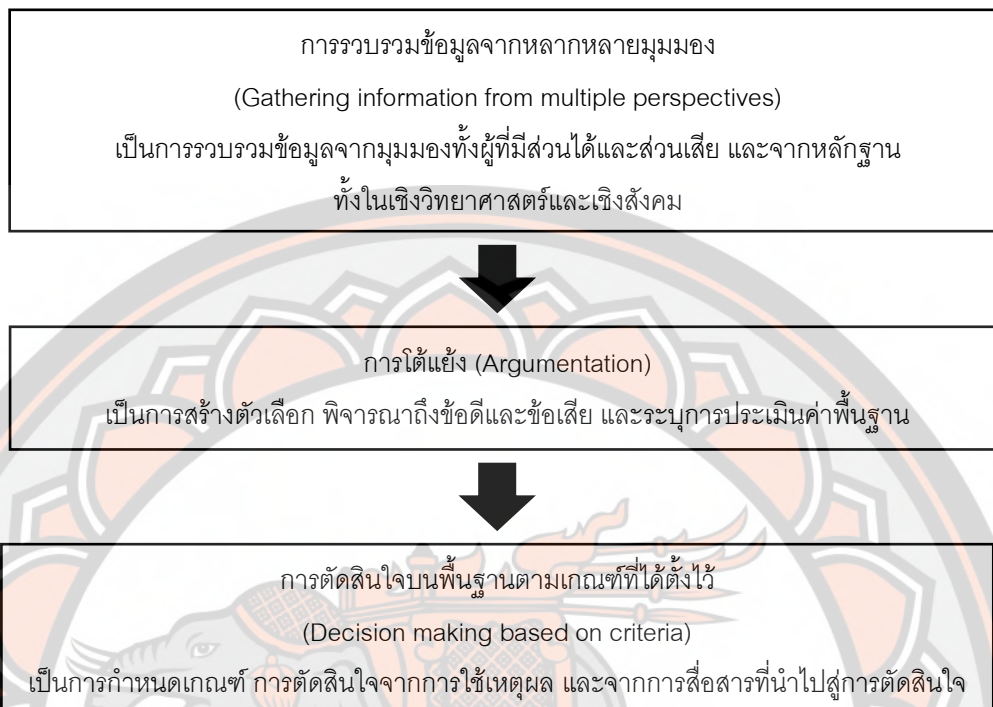 การรวบรวมข้อมูลจากหลากหลายมุมมอง
(Gathering information from multiple perspectives)
เป็นการรวบรวมข้อมูลจากมุมมองทั้งผู้ที่มีส่วนได้และส่วนเสีย และจากหลักฐาน
ทั้งในเชิงวิทยาศาสตร์และเชิงสังคม
การโต้แย้ง (Argumentation)
เป็นการสร้างตัวเลือก พิจารณาถึงข้อดีและข้อเสีย และระบุการประเมินค่าพื้นฐาน
การตัดสินใจบนพื้นฐานตามเกณฑ์ที่ได้ตั้งไว้
(Decision making based on criteria)
เป็นการกำหนดเกณฑ์ การตัดสินใจจากการใช้เหตุผล และจากการสื่อสารที่นำไปสู่การตัดสินใจ